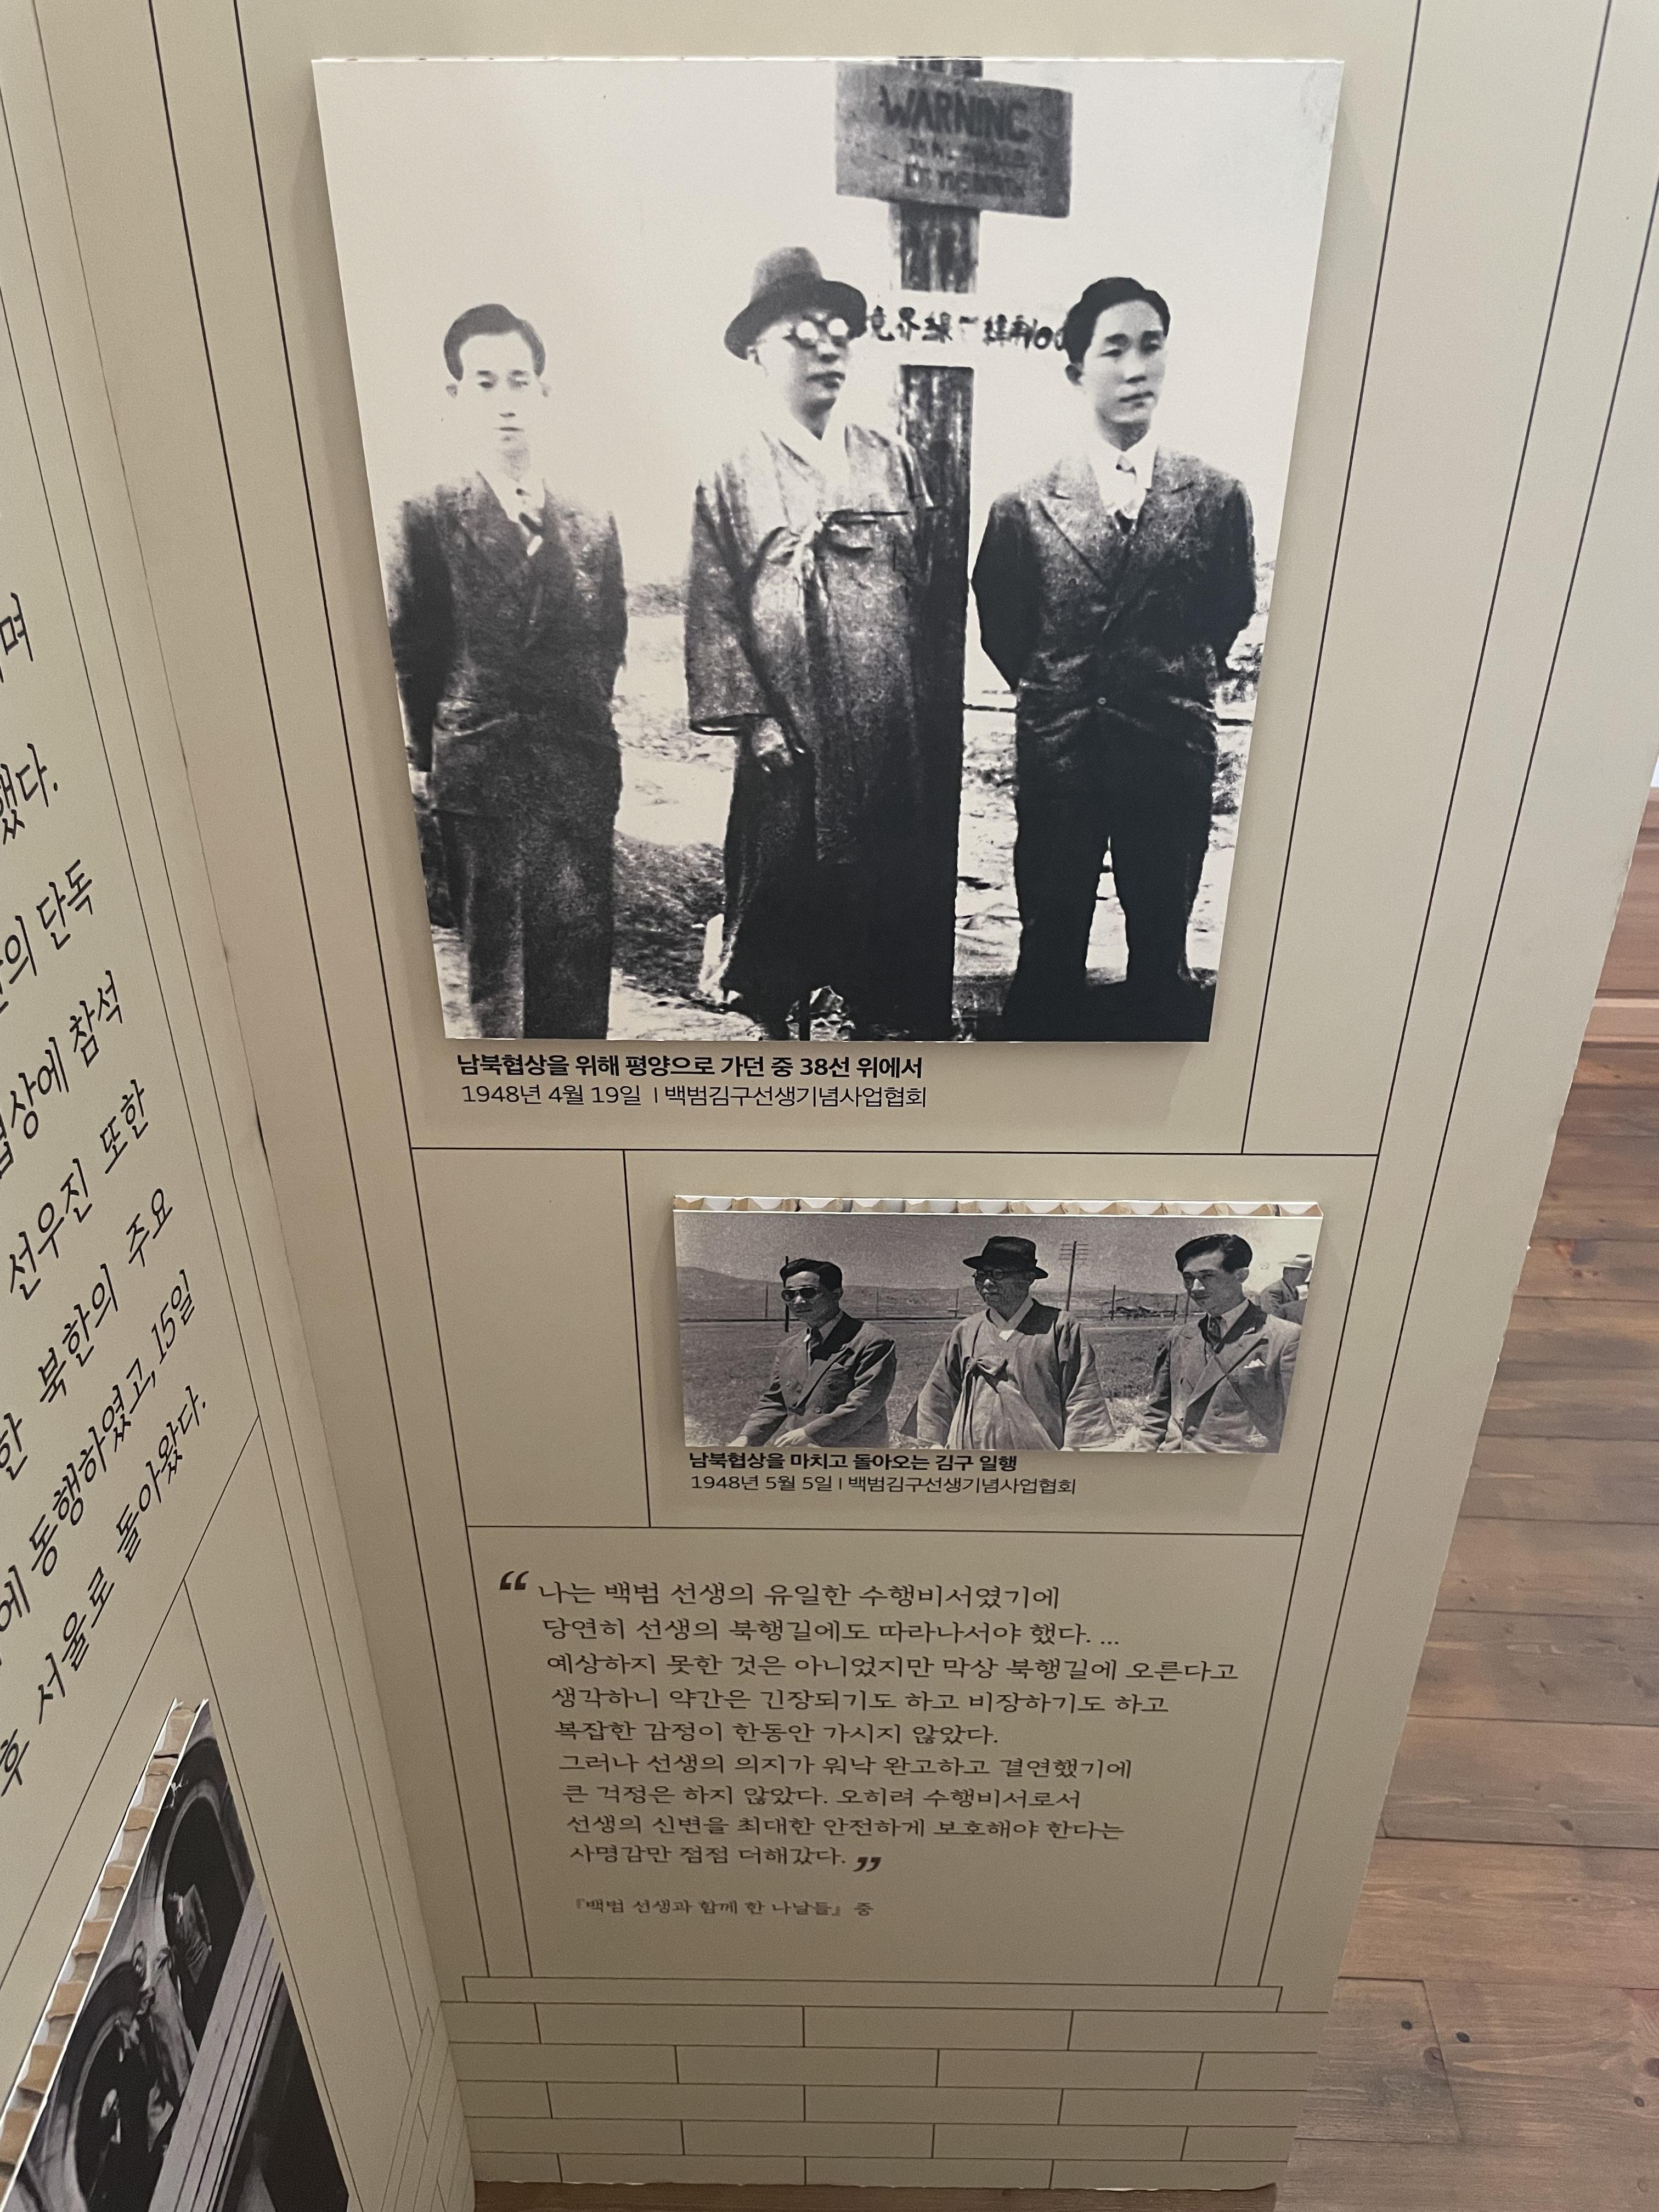 며
했다.
의 단독
협상에 참석
선우진 또한
한 북한의 주요
에 동행하였고, 15일
후 서울로 돌아왔다.
WARNING
境界線
남북협상을 위해 평양으로 가던 중 38선 위에서
1948년 4월 19일 | 백범김구선생기념사업협회
남북협상을 마치고 돌아오는 김구 일행
1948년 5월 5일 | 백범김구선생기념사업협회
“나는 백범 선생의 유일한 수행비서였기에
당연히 선생의 북행길에도 따라나서야 했다. ...
예상하지 못한 것은 아니었지만 막상 북행길에 오른다고
생각하니 약간은 긴장되기도 하고 비장하기도 하고
복잡한 감정이 한동안 가시지 않았다.
그러나 선생의 의지가 워낙 완고하고 결연했기에
큰 걱정은 하지 않았다. 오히려 수행비서로서
선생의 신변을 최대한 안전하게 보호해야 한다는
사명감만 점점 더해갔다.”
『백범 선생과 함께 한 나날들』 중